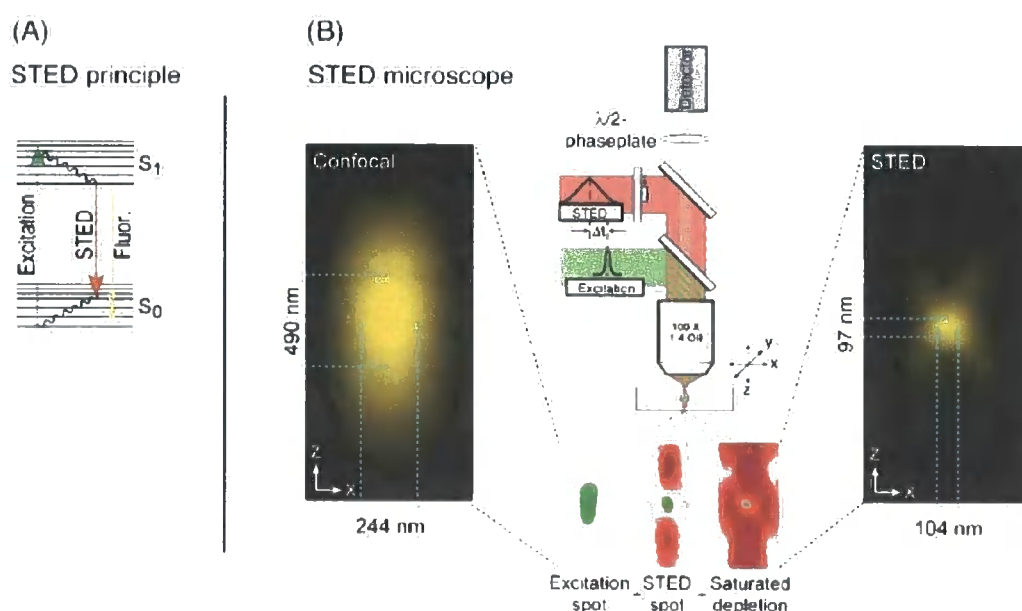 (A)
STED principle
S1
Excitation
STED
Fluor.
S0
(B)
STED microscope
Confocal
490 nm
Z
X
244 nm
Detector
λ/2-
phaseplate
STED
Δt
Excitation
100 X
1.4 Oil
y
x
z
Excitation
spot
STED
spot
Saturated
depletion
STED
97 nm
Z
X
104 nm